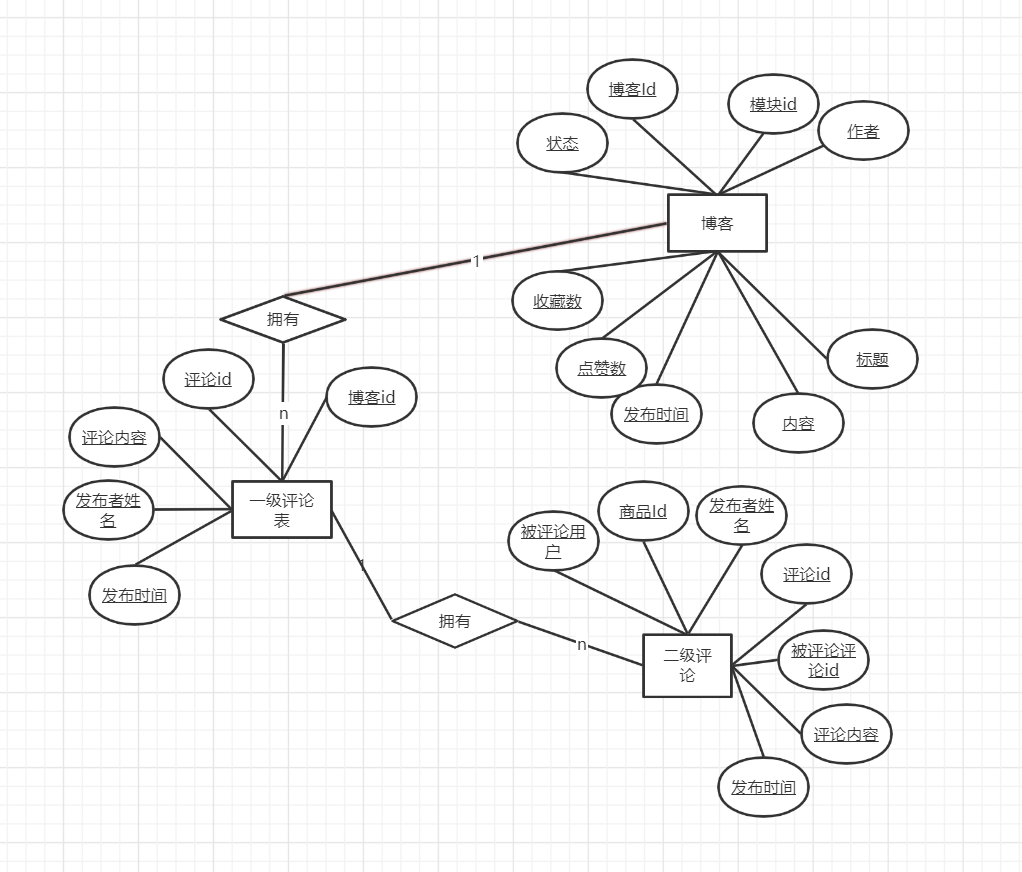 博客Id
模块id
作者
状态
博客
1
收藏数
拥有
点赞数
标题
评论id
博客id
发布时间
n
内容
评论内容
一级评论
表
发布者姓
名
商品Id
发布者姓
名
被评论用
户
1
评论id
发布时间
拥有
n
二级评
论
被评论评
论id
评论内容
发布时间